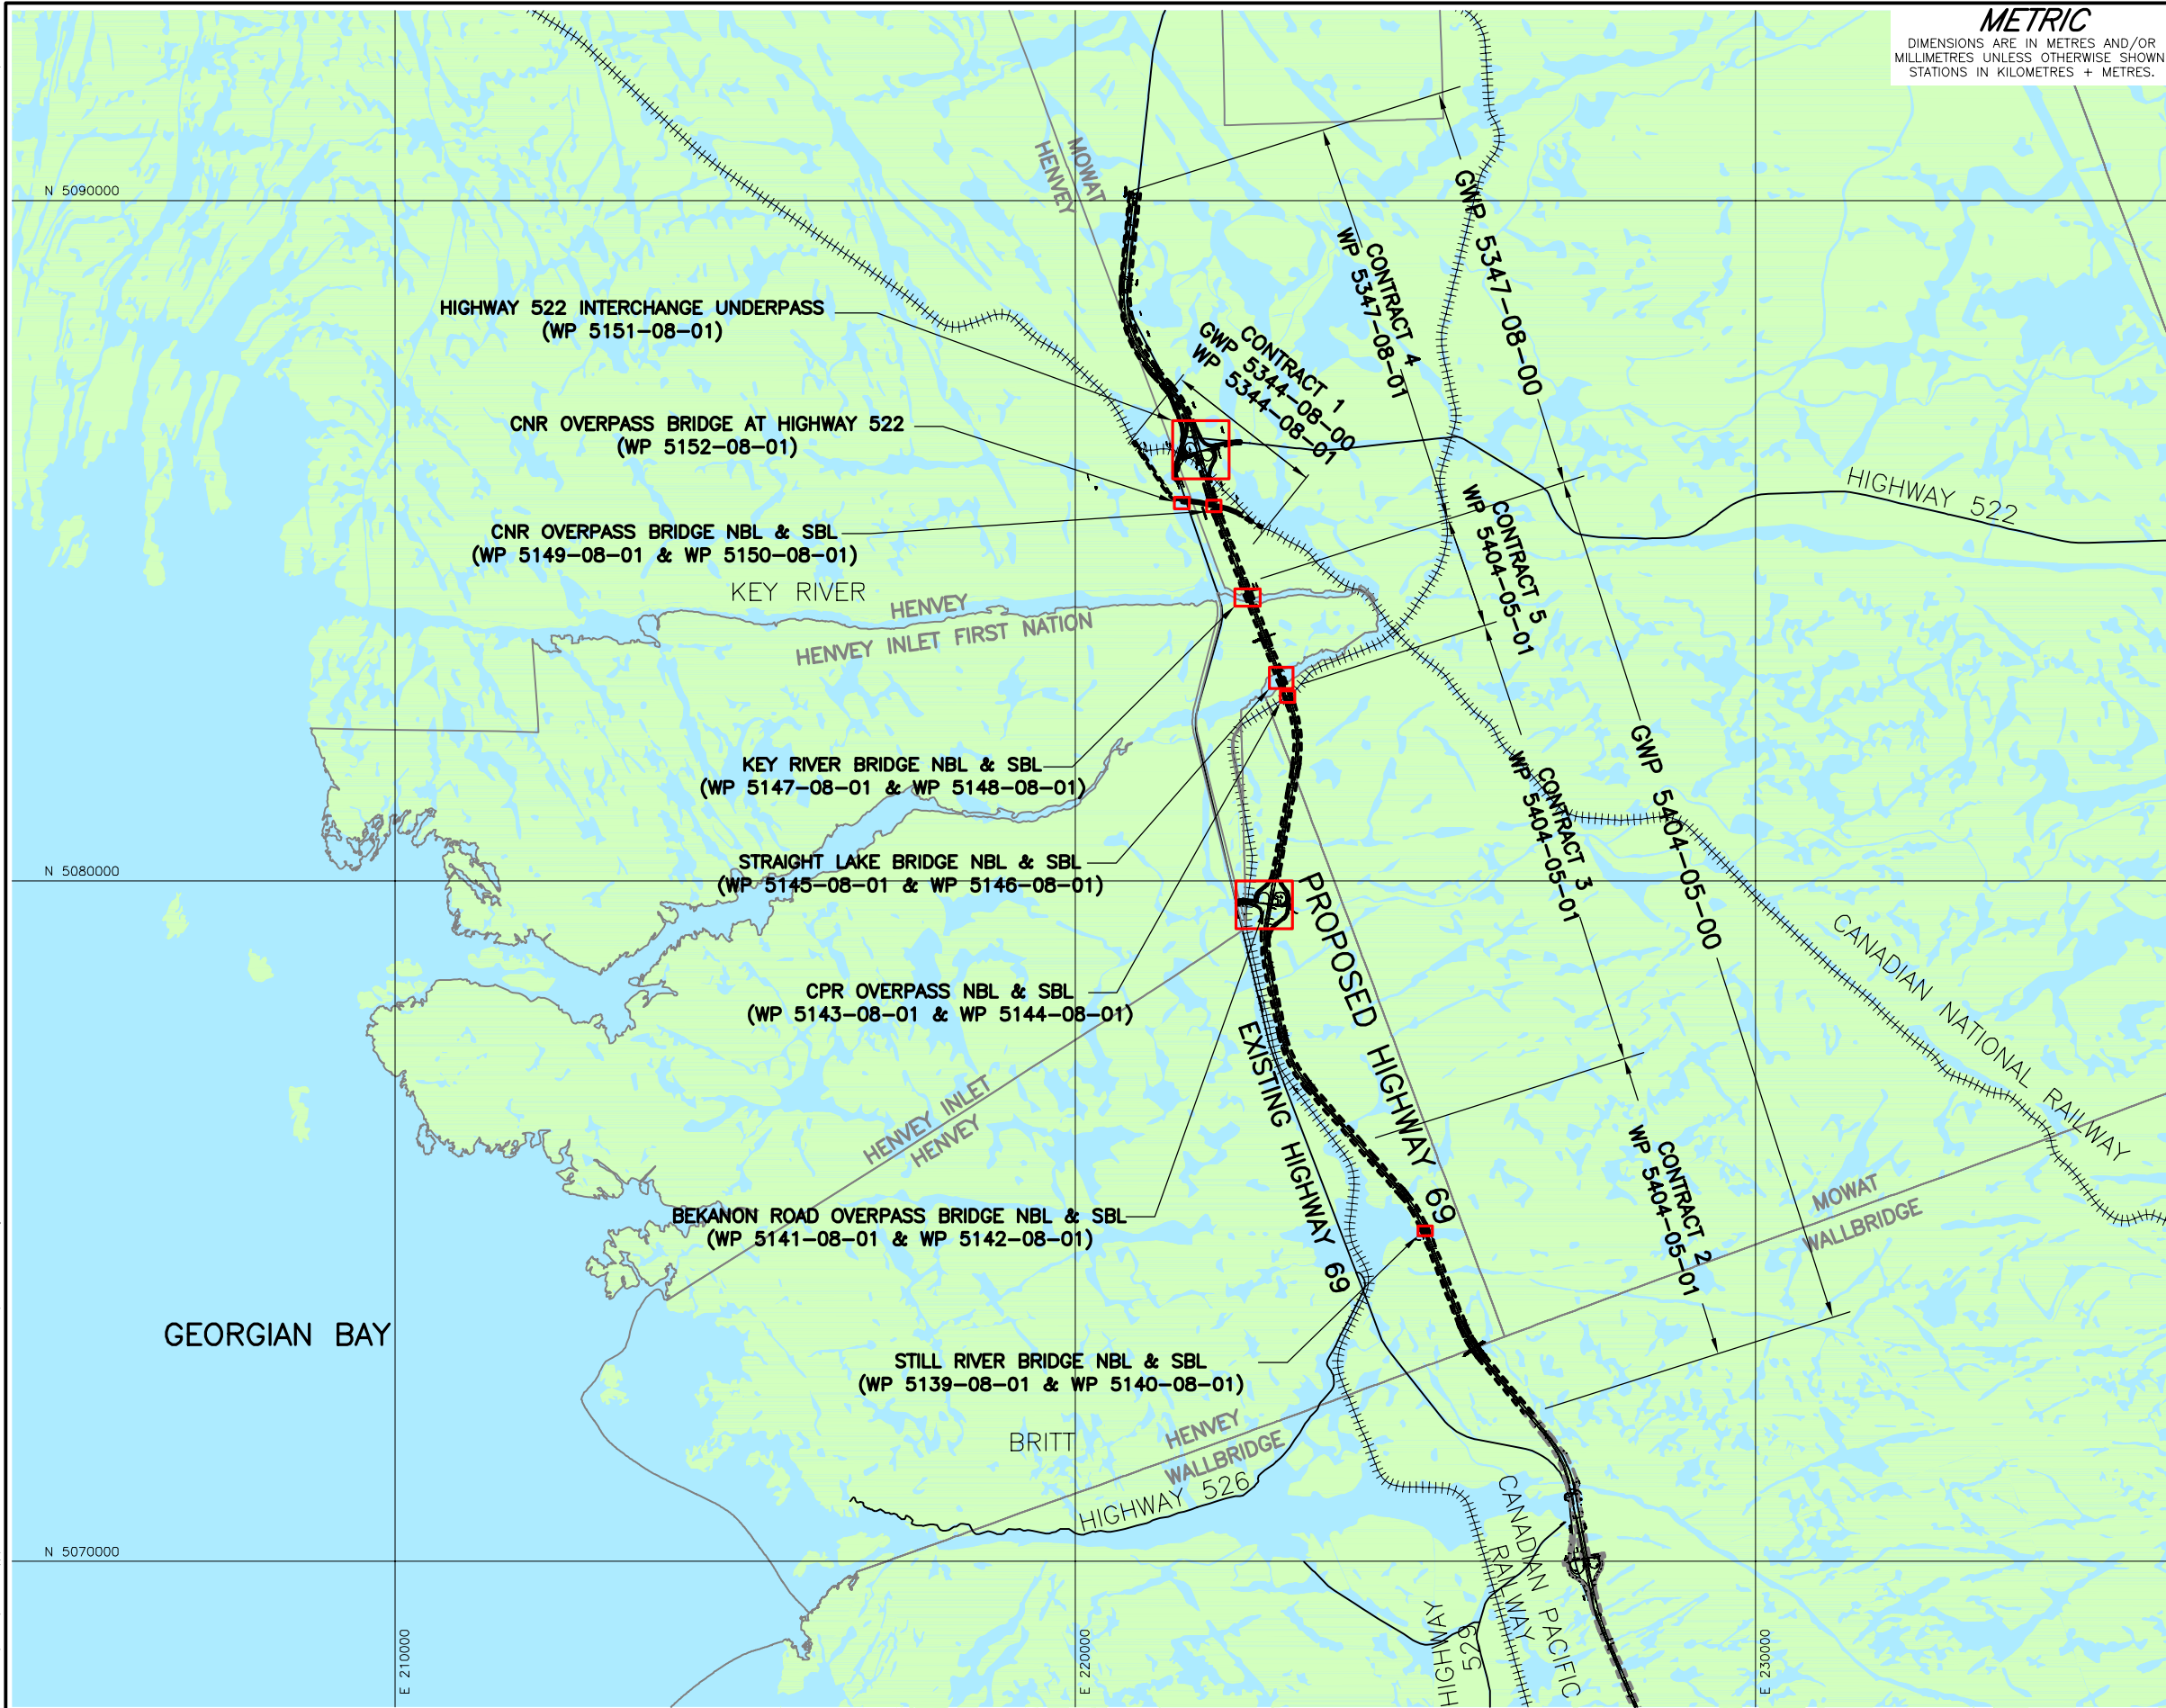 METRIC
DIMENSIONS ARE IN METRES AND/OR
MILLIMETRES UNLESS OTHERWISE SHOWN
STATIONS IN KILOMETRES + METRES.
N 5090000
MOWAT
HENVEY
GWP 5347-08-00
CONTRACT 4
WP 5347-08-01
HIGHWAY 522 INTERCHANGE UNDERPASS
(WP 5151-08-01)
CONTRACT 1
GWP 5344-08-00
WP 5344-08-01
CNR OVERPASS BRIDGE AT HIGHWAY 522
(WP 5152-08-01)
HIGHWAY 522
CNR OVERPASS BRIDGE NBL & SBL
(WP 5149-08-01 & WP 5150-08-01)
CONTRACT 5
WP 5404-05-01
KEY RIVER
HENVEY
HENVEY INLET FIRST NATION
KEY RIVER BRIDGE NBL & SBL
(WP 5147-08-01 & WP 5148-08-01)
GWP 5404-05-00
CONTRACT 3
WP 5404-05-01
STRAIGHT LAKE BRIDGE NBL & SBL
(WP 5145-08-01 & WP 5146-08-01)
N 5080000
PROPOSED HIGHWAY 69
CANADIAN NATIONAL RAILWAY
CPR OVERPASS NBL & SBL
(WP 5143-08-01 & WP 5144-08-01)
EXISTING HIGHWAY 69
HENVEY INLET
HENVEY
CONTRACT 2
WP 5404-05-01
MOWAT
WALLBRIDGE
BEKANON ROAD OVERPASS BRIDGE NBL & SBL
(WP 5141-08-01 & WP 5142-08-01)
GEORGIAN BAY
STILL RIVER BRIDGE NBL & SBL
(WP 5139-08-01 & WP 5140-08-01)
BRITT
HENVEY
WALLBRIDGE
HIGHWAY 526
CANADIAN PACIFIC
RAILWAY
N 5070000
HIGHWAY
529
E 210000
E 220000
E 230000